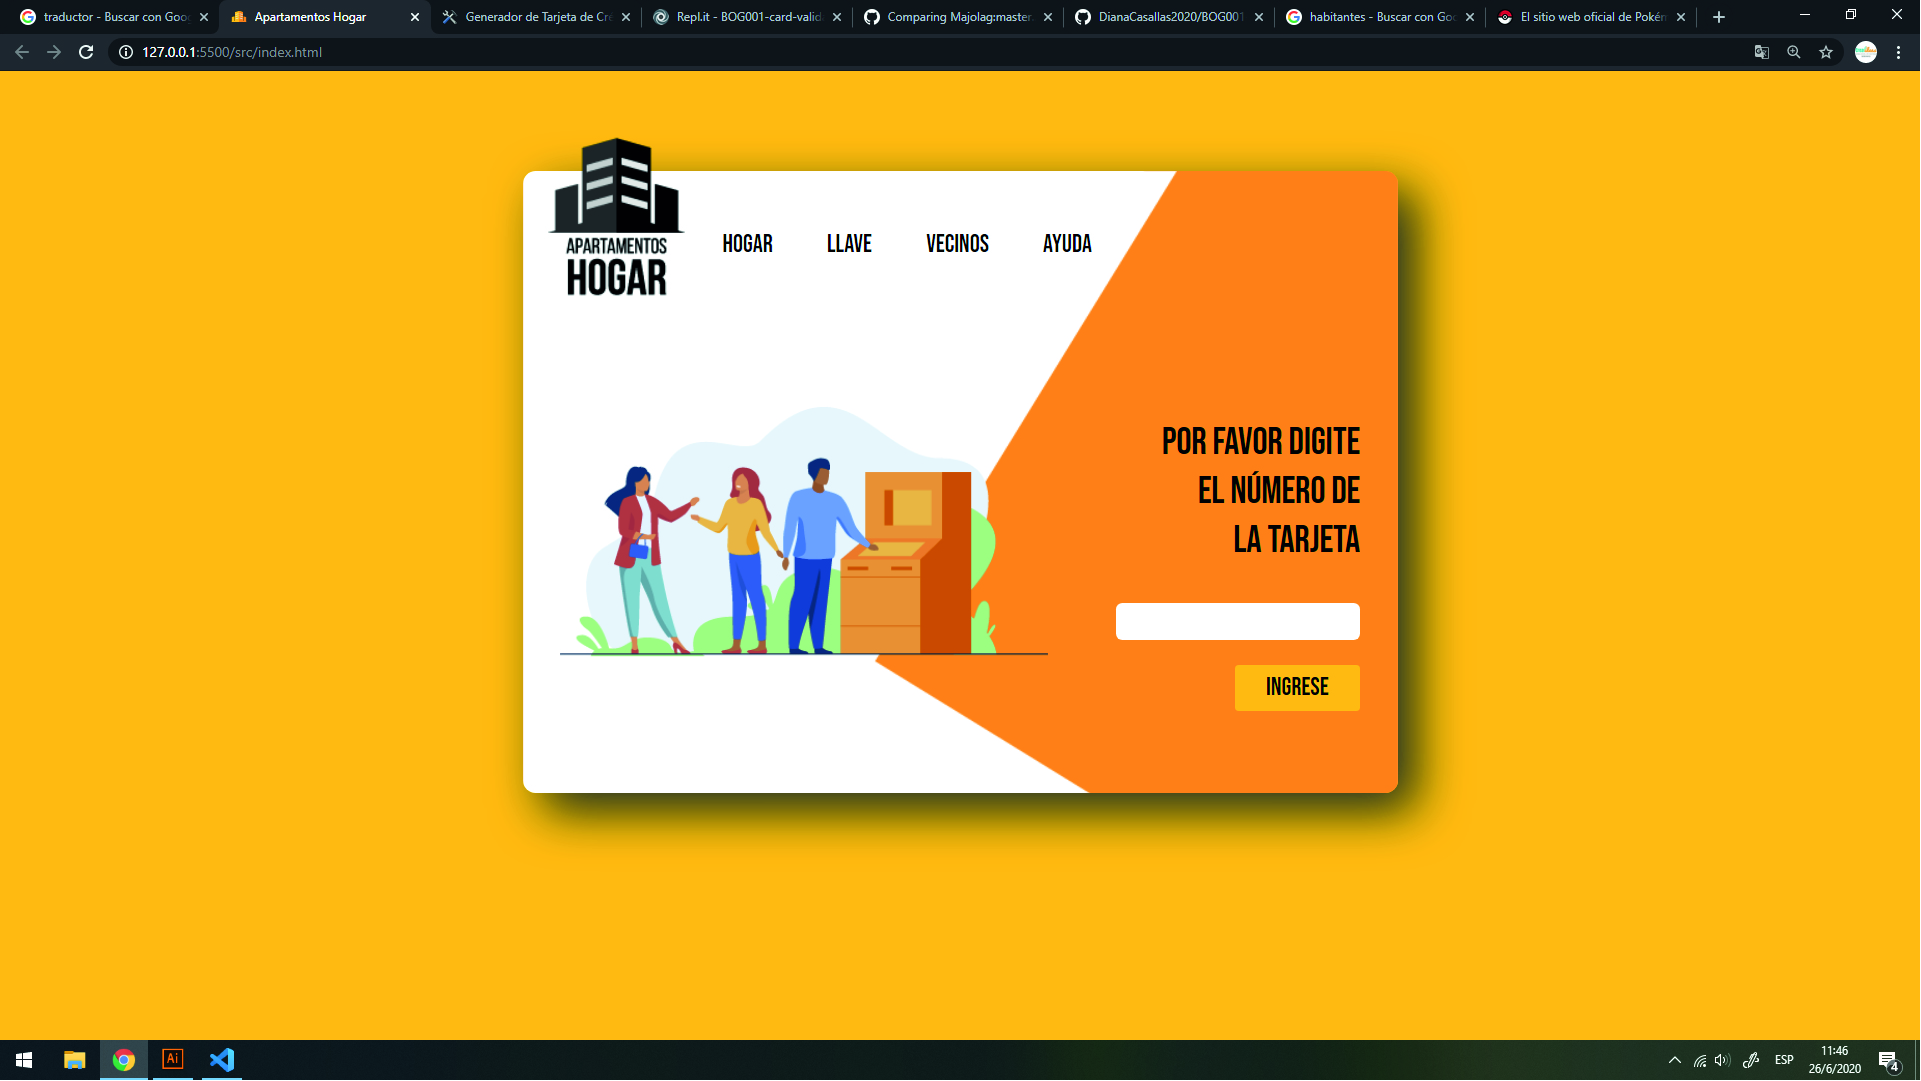 traductor - Buscar con Goo
Apartamentos Hogar
Generador de Tarjeta de Cré
Repl.it - BOG001-card-valid
Comparing Majolag:master
DianaCasallas2020/BOG001
habitantes - Buscar con Goo
El sitio web oficial de Pokém
127.0.0.1:5500/src/index.html
APARTAMENTOS
HOGAR
HOGAR
LLAVE
VECINOS
AYUDA
POR FAVOR DIGITE
EL NÚMERO DE
LA TARJETA
INGRESE
Ai
ESP
11:46
26/6/2020
4